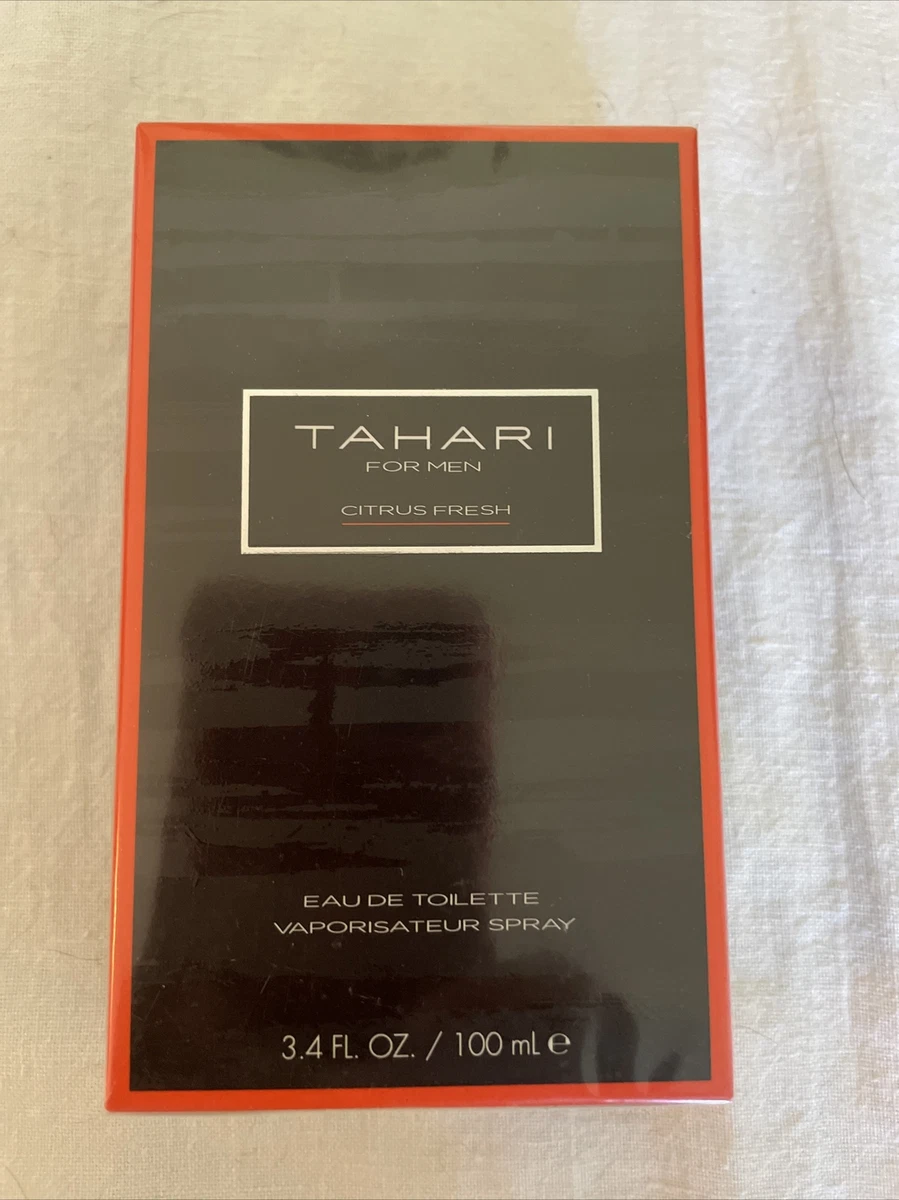 TAHARI
FOR MEN
CITRUS FRESH
EAU DE TOILETTE
VAPORISATEUR SPRAY
3.4 FL. OZ. / 100 mL ℮